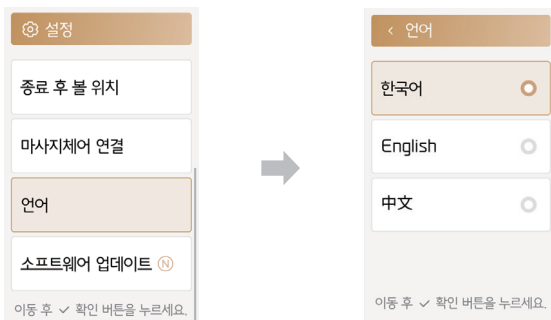 설정
종료 후 볼 위치
마사지체어 연결
언어
소프트웨어 업데이트 N
이동 후 ✓ 확인 버튼을 누르세요.
< 언어
한국어
English
中文
이동 후 ✓ 확인 버튼을 누르세요.